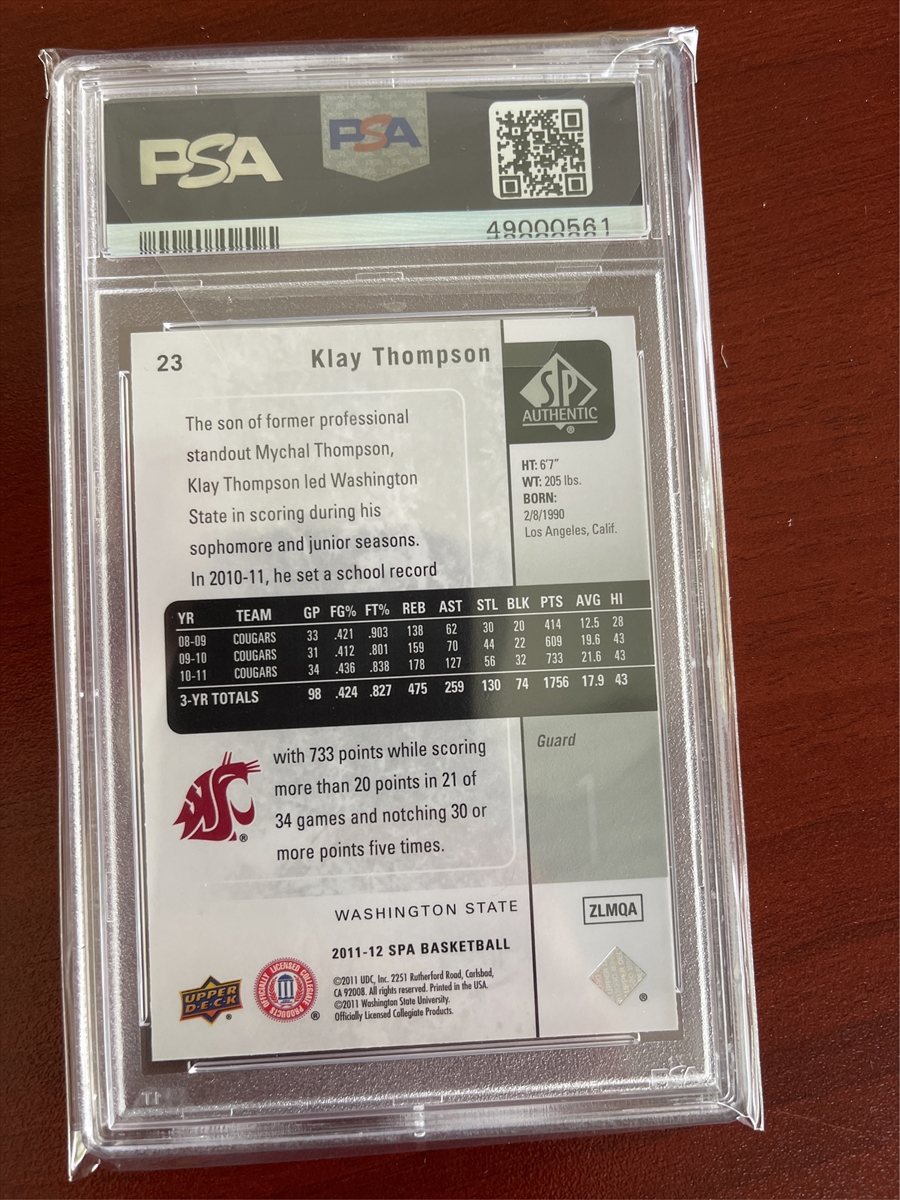 PSA
PSA
49000561
23
Klay Thompson
SP
AUTHENTIC
®
The son of former professional
standout Mychal Thompson,
Klay Thompson led Washington
State in scoring during his
sophomore and junior seasons.
In 2010-11, he set a school record
HT: 6'7"
WT: 205 lbs.
BORN:
2/8/1990
Los Angeles, Calif.
YR TEAM GP FG% FT% REB AST STL BLK PTS AVG HI
08-09 COUGARS 33 .421 .903 138 62 30 20 414 12.5 28
09-10 COUGARS 31 .412 .801 159 70 44 22 609 19.6 43
10-11 COUGARS 34 .436 .838 178 127 56 32 733 21.6 43
3-YR TOTALS 98 .424 .827 475 259 130 74 1756 17.9 43
with 733 points while scoring
more than 20 points in 21 of
34 games and notching 30 or
more points five times.
WSC
®
Guard
1
WASHINGTON STATE
ZLMQA
2011-12 SPA BASKETBALL
UPPER
D·E·C·K
®
OFFICIALLY LICENSED COLLEGIATE PRODUCTS
®
©2011 UDC, Inc. 2251 Rutherford Road, Carlsbad,
CA 92008. All rights reserved. Printed in the USA.
©2011 Washington State University.
Officially Licensed Collegiate Products.
®
PSA